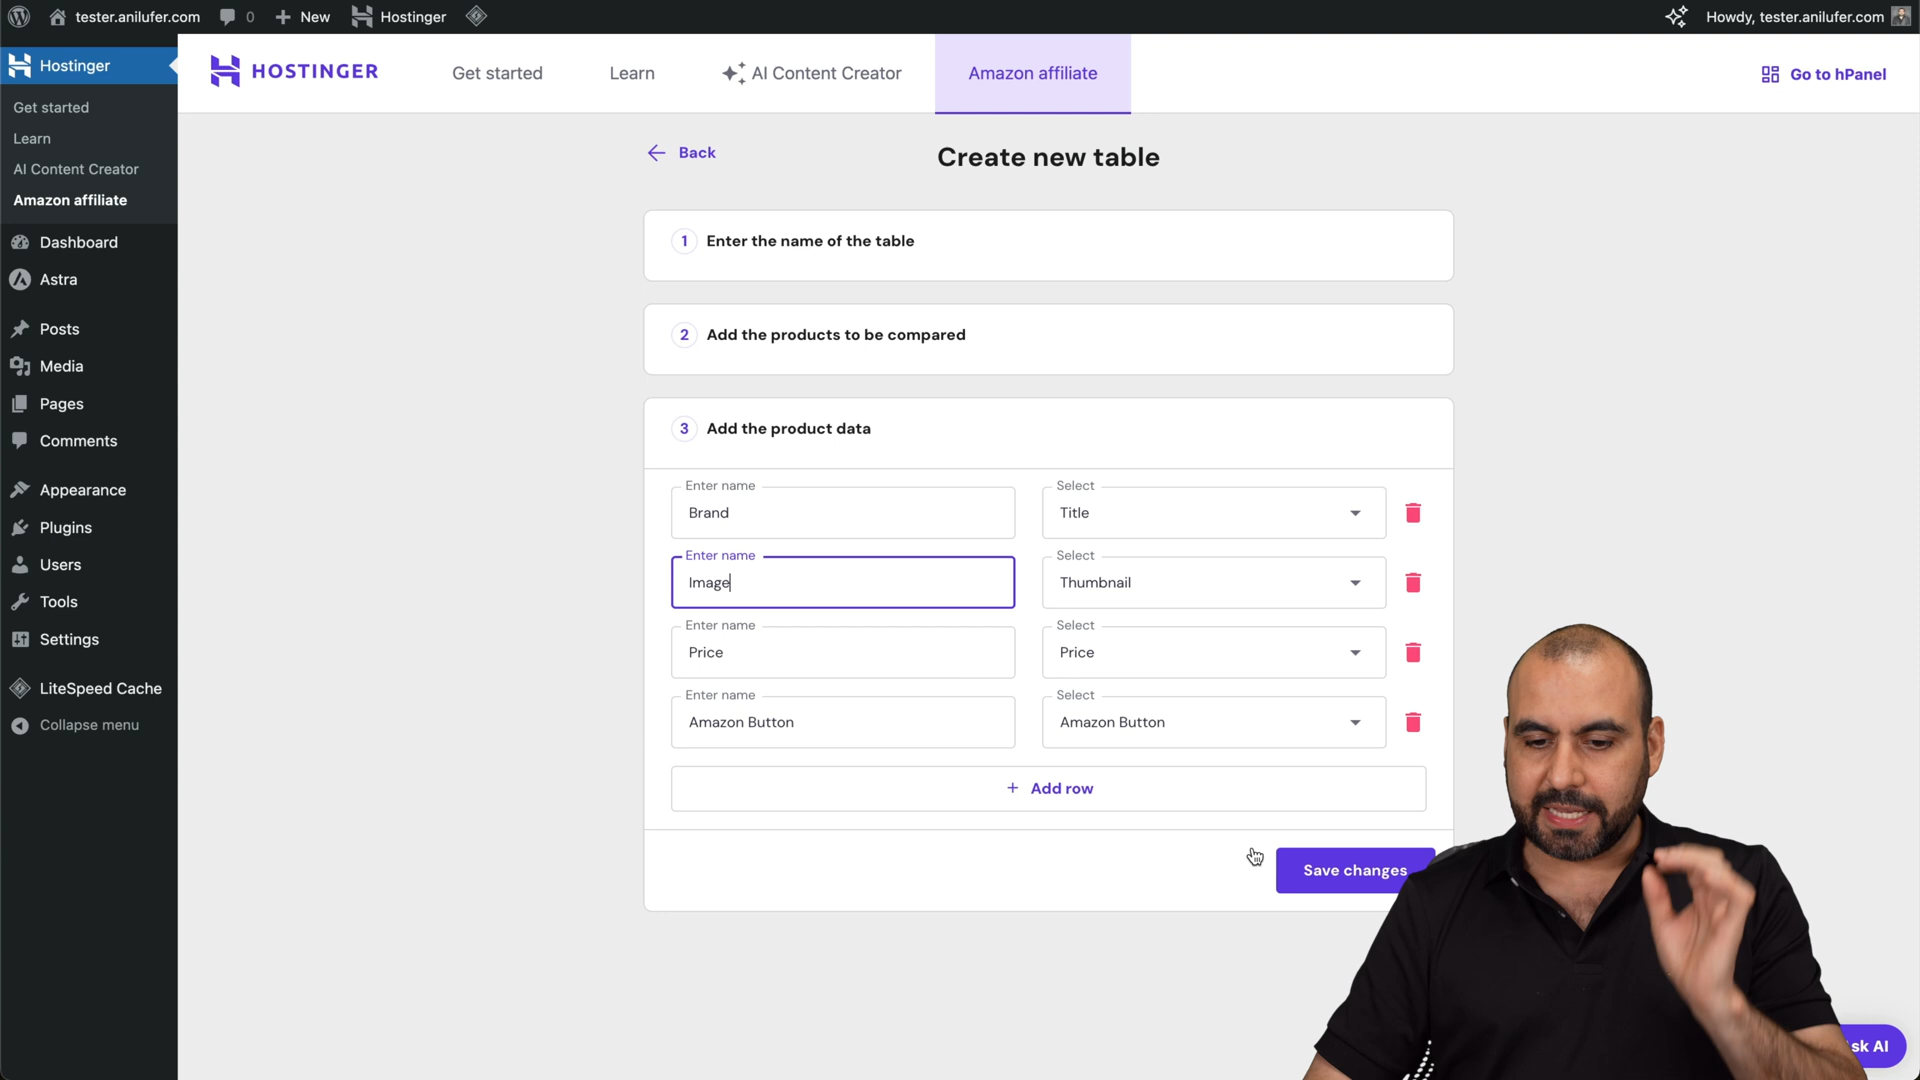 tester.anilufer.com
0
New
Hostinger
Howdy, tester.anilufer.com
Hostinger
Get started
Learn
AI Content Creator
Amazon affiliate
Dashboard
Astra
Posts
Media
Pages
Comments
Appearance
Plugins
Users
Tools
Settings
LiteSpeed Cache
Collapse menu
HOSTINGER
Get started
Learn
AI Content Creator
Amazon affiliate
Go to hPanel
Back
Create new table
1 Enter the name of the table
2 Add the products to be compared
3 Add the product data
Enter name
Select
Brand
Title
Enter name
Select
Image
Thumbnail
Enter name
Select
Price
Price
Enter name
Select
Amazon Button
Amazon Button
+ Add row
Save changes
sk AI